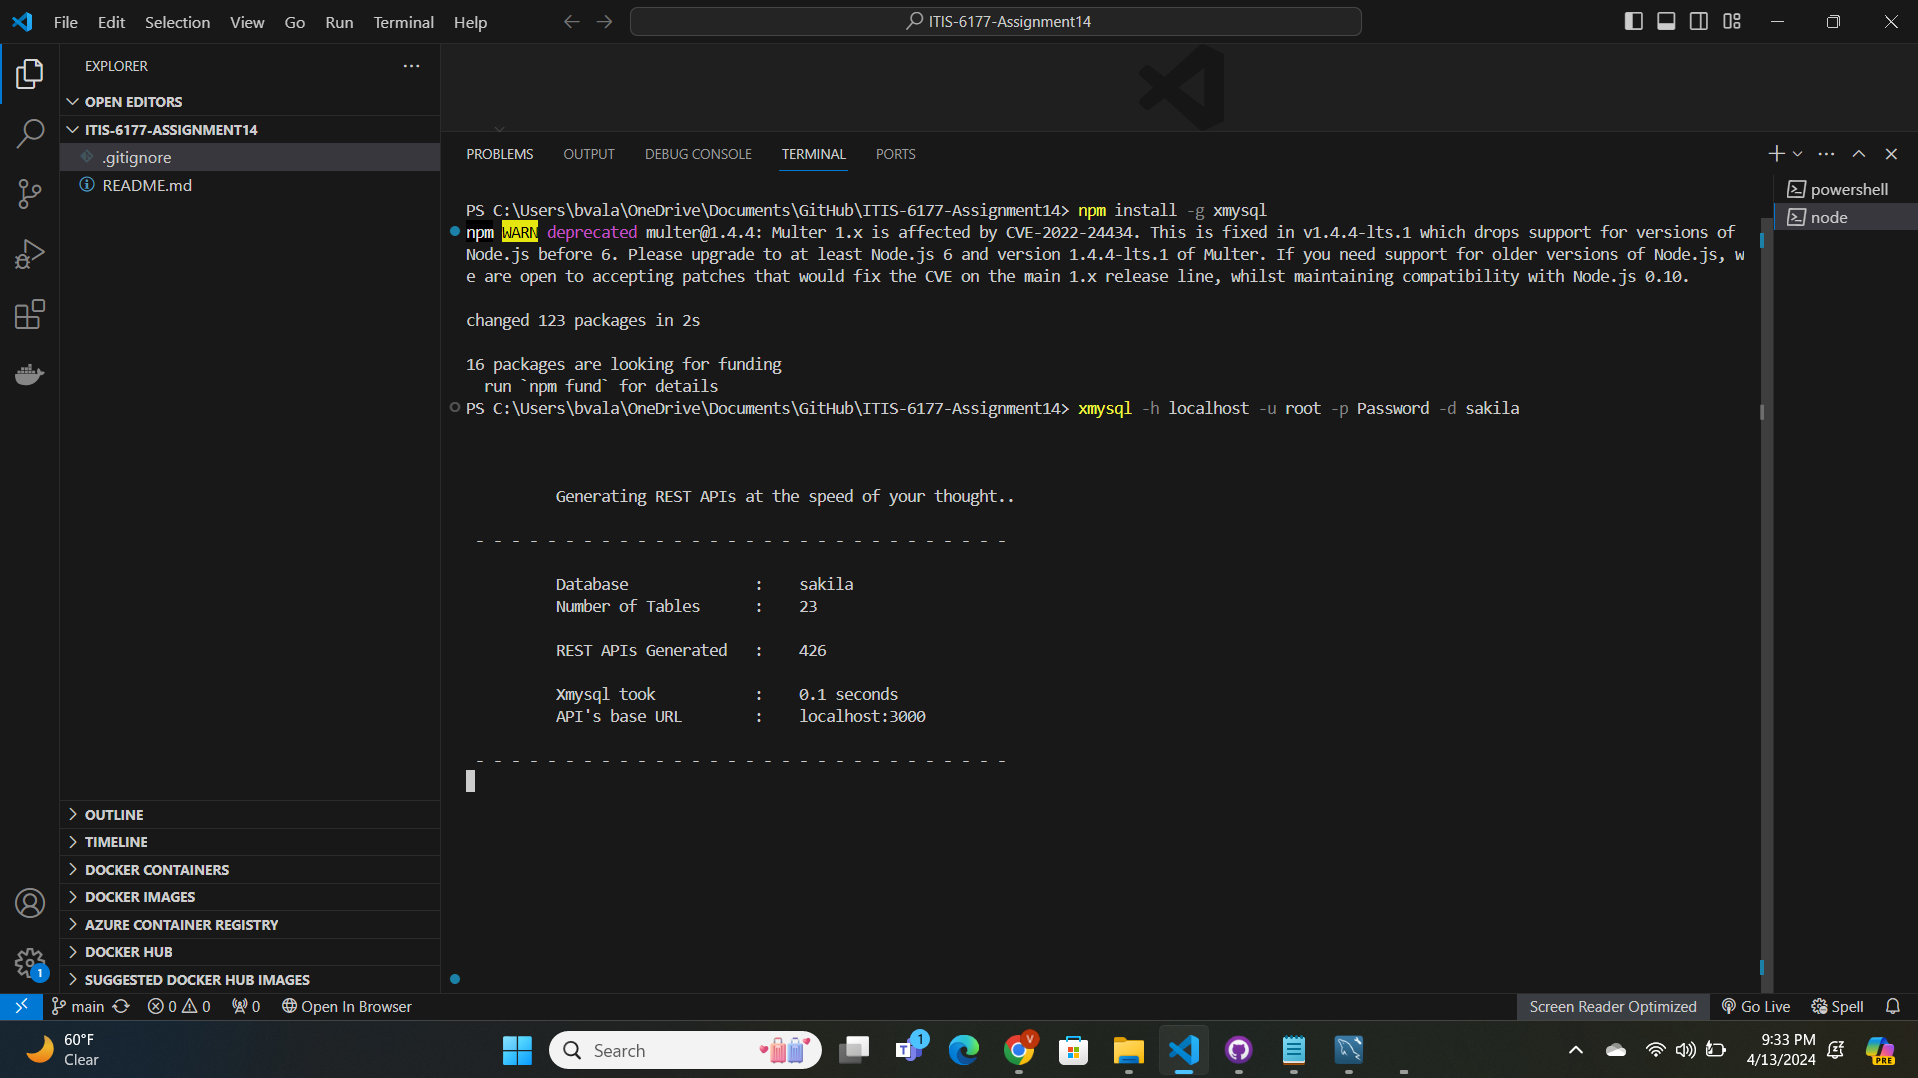 File Edit Selection View Go Run Terminal Help
ITIS-6177-Assignment14
EXPLORER
OPEN EDITORS
ITIS-6177-ASSIGNMENT14
.gitignore
README.md
OUTLINE
TIMELINE
DOCKER CONTAINERS
DOCKER IMAGES
AZURE CONTAINER REGISTRY
DOCKER HUB
SUGGESTED DOCKER HUB IMAGES
1
PROBLEMS OUTPUT DEBUG CONSOLE TERMINAL PORTS
powershell
node
PS C:\Users\bvala\OneDrive\Documents\GitHub\ITIS-6177-Assignment14> npm install -g xmysql
npm WARN deprecated multer@1.4.4: Multer 1.x is affected by CVE-2022-24434. This is fixed in v1.4.4-lts.1 which drops support for versions of
Node.js before 6. Please upgrade to at least Node.js 6 and version 1.4.4-lts.1 of Multer. If you need support for older versions of Node.js, w
e are open to accepting patches that would fix the CVE on the main 1.x release line, whilst maintaining compatibility with Node.js 0.10.
changed 123 packages in 2s
16 packages are looking for funding
run `npm fund` for details
PS C:\Users\bvala\OneDrive\Documents\GitHub\ITIS-6177-Assignment14> xmysql -h localhost -u root -p Password -d sakila
Generating REST APIs at the speed of your thought..
- - - - - - - - - - - - - - - - - - - - - - - - - - - - - -
Database : sakila
Number of Tables : 23
REST APIs Generated : 426
Xmysql took : 0.1 seconds
API's base URL : localhost:3000
- - - - - - - - - - - - - - - - - - - - - - - - - - - - - -
main 0 0 0 Open In Browser
Screen Reader Optimized Go Live Spell
60°F
Clear
Search
1
V
9:33 PM
4/13/2024
PRE